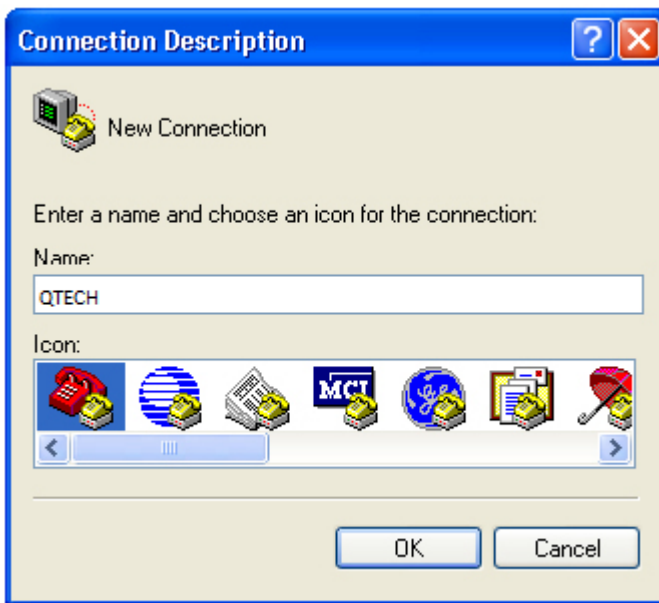 Connection Description
New Connection
Enter a name and choose an icon for the connection:
Name:
QTECH
Icon:
MCI
OK Cancel